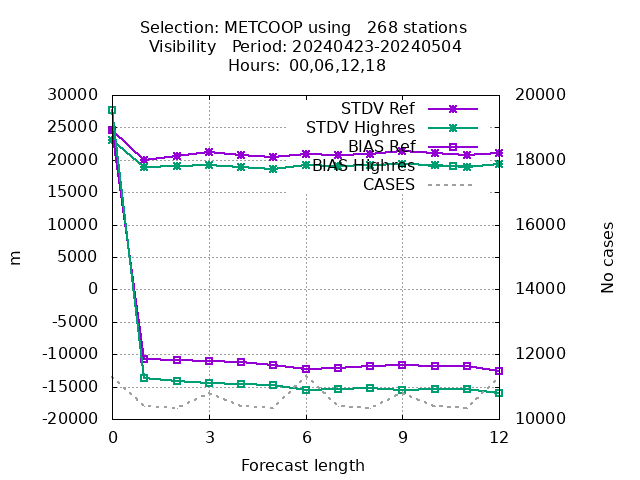 Selection: METCOOP using   268 stations
Visibility   Period: 20240423-20240504
Hours: 00,06,12,18
30000
25000
20000
15000
10000
5000
0
-5000
-10000
-15000
-20000
m
20000
18000
16000
14000
12000
10000
No cases
STDV Ref
STDV Highres
BIAS Ref
BIAS Highres
CASES
0 3 6 9 12
Forecast length